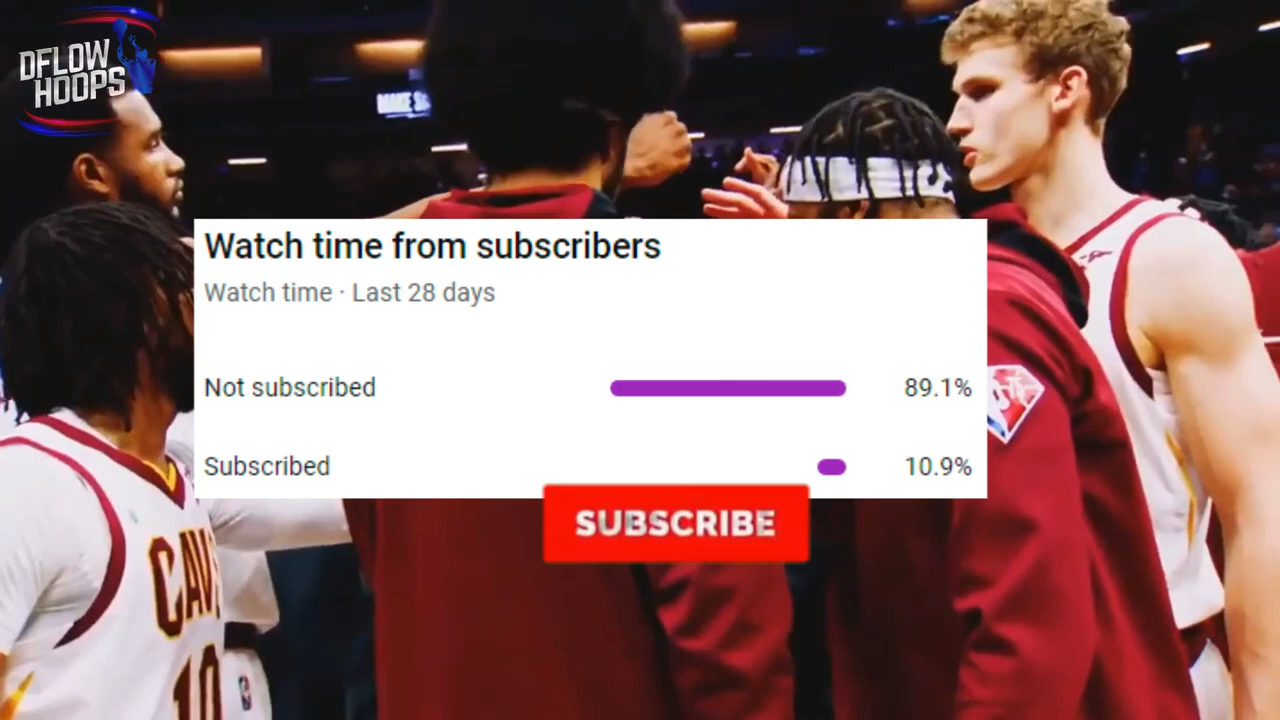 DFLOW
HOOPS
Watch time from subscribers
Watch time · Last 28 days
Not subscribed 89.1%
Subscribed 10.9%
SUBSCRIBE
CAV
10